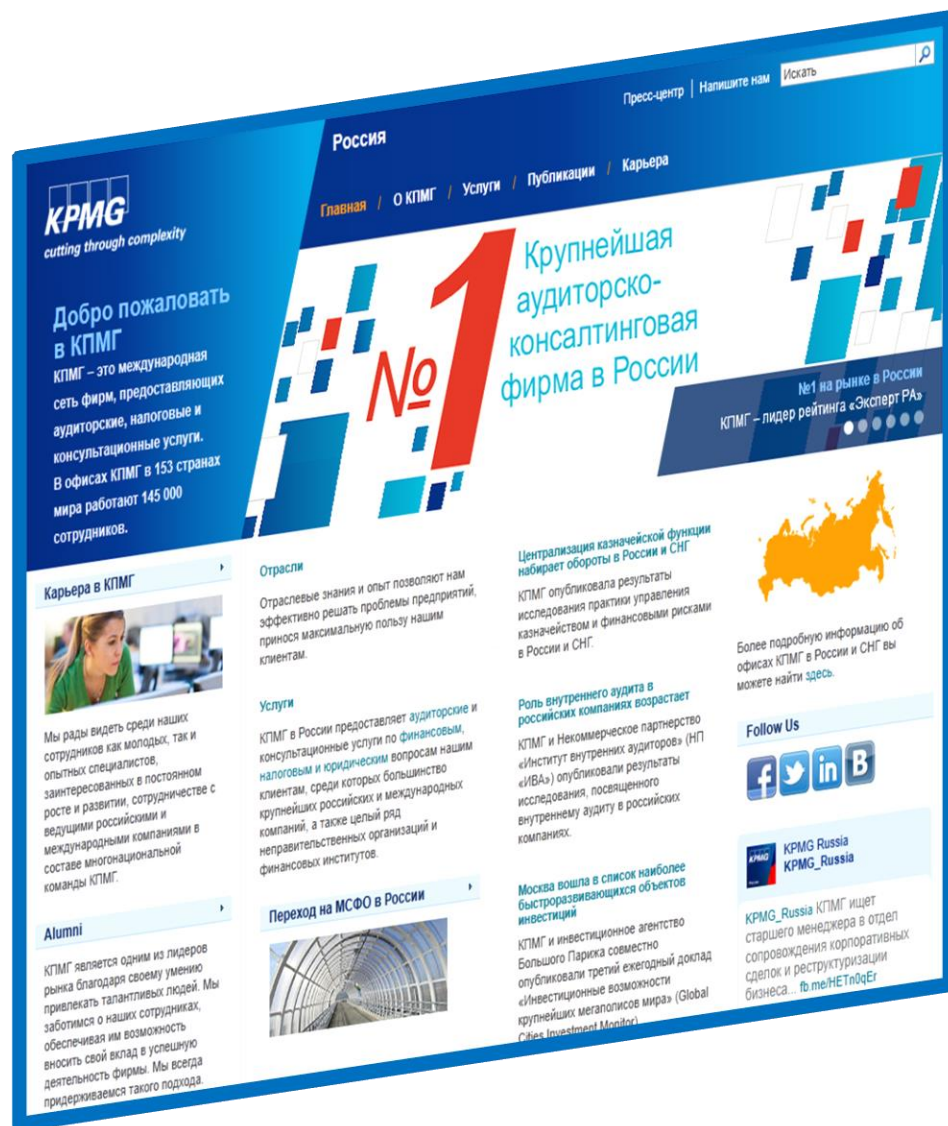 Пресс-центр | Напишите нам
Искать
Россия
Главная / О КПМГ / Услуги / Публикации / Карьера
KPMG
cutting through complexity
Добро пожаловать
в КПМГ
КПМГ – это международная
сеть фирм, предоставляющих
аудиторские, налоговые и
консультационные услуги.
В офисах КПМГ в 153 странах
мира работают 145 000
сотрудников.
№1
Крупнейшая
аудиторско-
консалтинговая
фирма в России
№1 на рынке в России
КПМГ – лидер рейтинга «Эксперт РА»
Карьера в КПМГ
Мы рады видеть среди наших
сотрудников как молодых, так и
опытных специалистов,
заинтересованных в постоянном
росте и развитии, сотрудничестве с
ведущими российскими и
международными компаниями в
составе многонациональной
команды КПМГ.
Alumni
КПМГ является одним из лидеров
рынка благодаря своему умению
привлекать талантливых людей. Мы
заботимся о наших сотрудниках,
обеспечивая им возможность
вносить свой вклад в успешную
деятельность фирмы. Мы всегда
придерживаемся такого подхода.
Отрасли
Отраслевые знания и опыт позволяют нам
эффективно решать проблемы предприятий,
принося максимальную пользу нашим
клиентам.
Услуги
КПМГ в России предоставляет аудиторские и
консультационные услуги по финансовым,
налоговым и юридическим вопросам нашим
клиентам, среди которых большинство
крупнейших российских и международных
компаний, а также целый ряд
неправительственных организаций и
финансовых институтов.
Переход на МСФО в России
Централизация казначейской функции
набирает обороты в России и СНГ
КПМГ опубликовала результаты
исследования практики управления
казначейством и финансовыми рисками
в России и СНГ.
Роль внутреннего аудита в
российских компаниях возрастает
КПМГ и Некоммерческое партнерство
«Институт внутренних аудиторов» (НП
«ИВА») опубликовали результаты
исследования, посвященного
внутреннему аудиту в российских
компаниях.
Москва вошла в список наиболее
быстроразвивающихся объектов
инвестиций
КПМГ и инвестиционное агентство
Большого Парижа совместно
опубликовали третий ежегодный доклад
«Инвестиционные возможности
крупнейших мегаполисов мира» (Global
Cities Investment Monitor)
Более подробную информацию об
офисах КПМГ в России и СНГ вы
можете найти здесь.
Follow Us
KPMG
KPMG Russia
KPMG_Russia
KPMG_Russia КПМГ ищет
старшего менеджера в отдел
сопровождения корпоративных
сделок и реструктуризации
бизнеса... fb.me/HETn0qEr